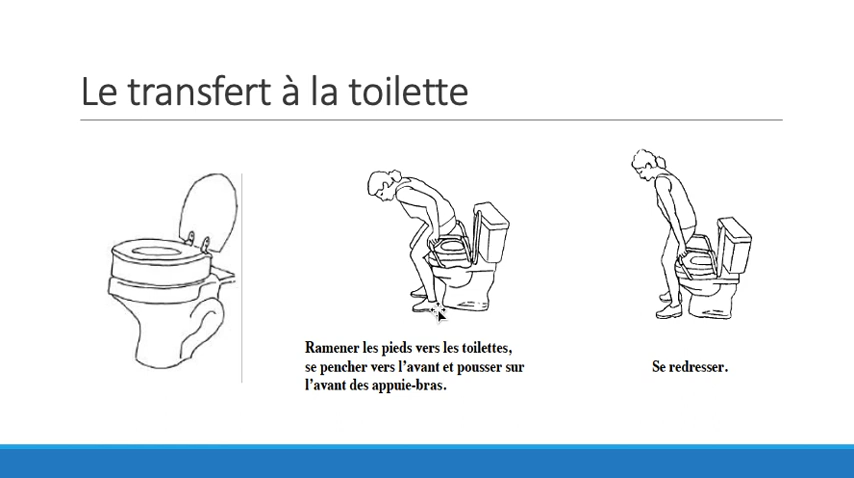 Le transfert à la toilette
Ramener les pieds vers les toilettes,
se pencher vers l'avant et pousser sur
l'avant des appuie-bras.
Se redresser.